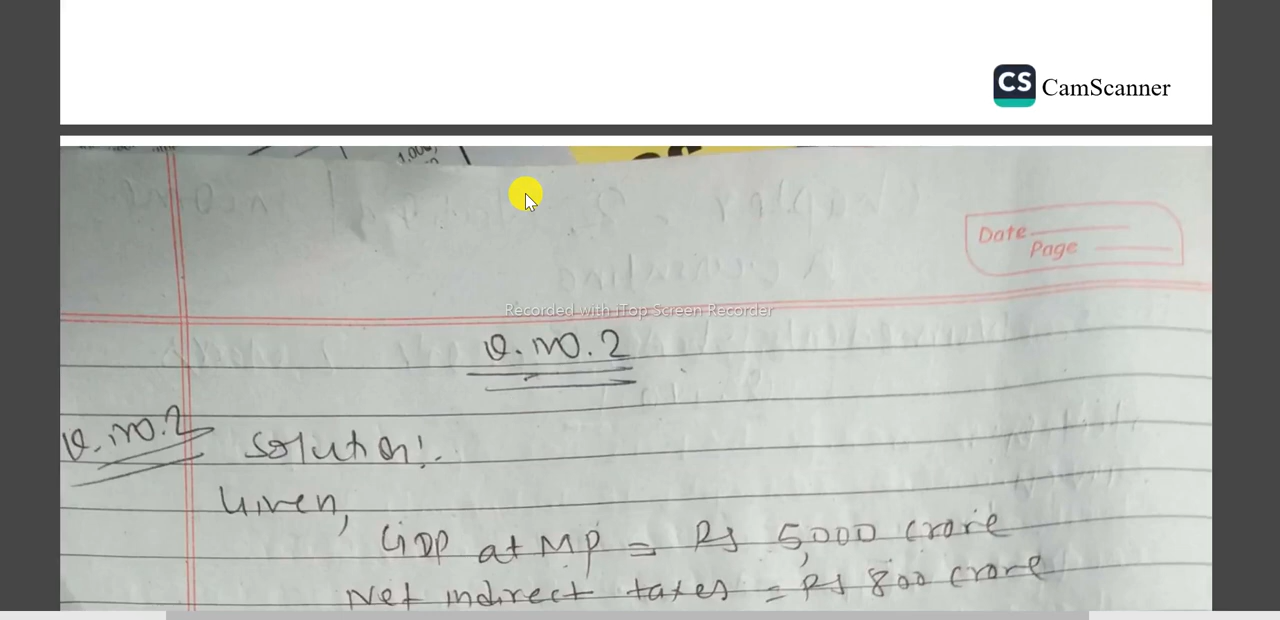 CS CamScanner
Date
Page
Recorded with iTop Screen Recorder
Q.NO.2
Q.NO.2 Solution:-
Given,
GDP at MP = Rs 5,000 crore
Net indirect taxes = Rs 800 crore